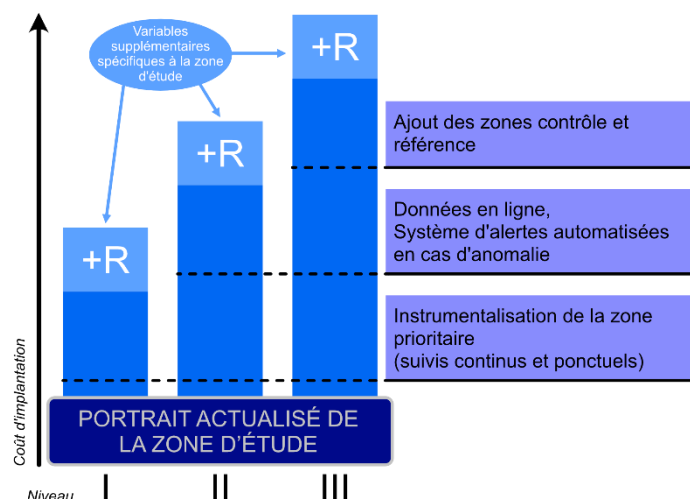 Variables
supplémentaires
spécifiques à la zone
d'étude
+R
+R
+R
Ajout des zones contrôle et
référence
Données en ligne,
Système d'alertes automatisées
en cas d'anomalie
Instrumentalisation de la zone
prioritaire
(suivis continus et ponctuels)
Coût d'implantation
PORTRAIT ACTUALISÉ DE
LA ZONE D'ÉTUDE
Niveau I II III